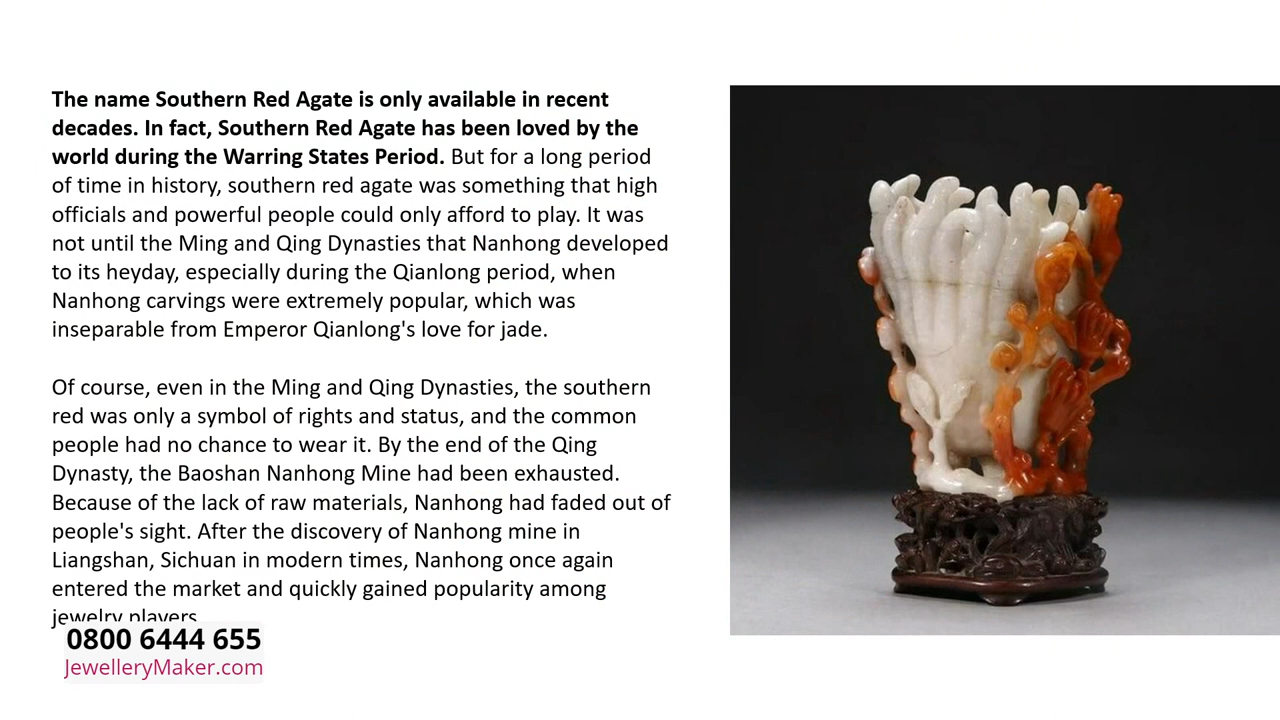 The name Southern Red Agate is only available in recent
decades. In fact, Southern Red Agate has been loved by the
world during the Warring States Period. But for a long period
of time in history, southern red agate was something that high
officials and powerful people could only afford to play. It was
not until the Ming and Qing Dynasties that Nanhong developed
to its heyday, especially during the Qianlong period, when
Nanhong carvings were extremely popular, which was
inseparable from Emperor Qianlong's love for jade.
Of course, even in the Ming and Qing Dynasties, the southern
red was only a symbol of rights and status, and the common
people had no chance to wear it. By the end of the Qing
Dynasty, the Baoshan Nanhong Mine had been exhausted.
Because of the lack of raw materials, Nanhong had faded out of
people's sight. After the discovery of Nanhong mine in
Liangshan, Sichuan in modern times, Nanhong once again
entered the market and quickly gained popularity among
jewelry players
0800 6444 655
JewelleryMaker.com